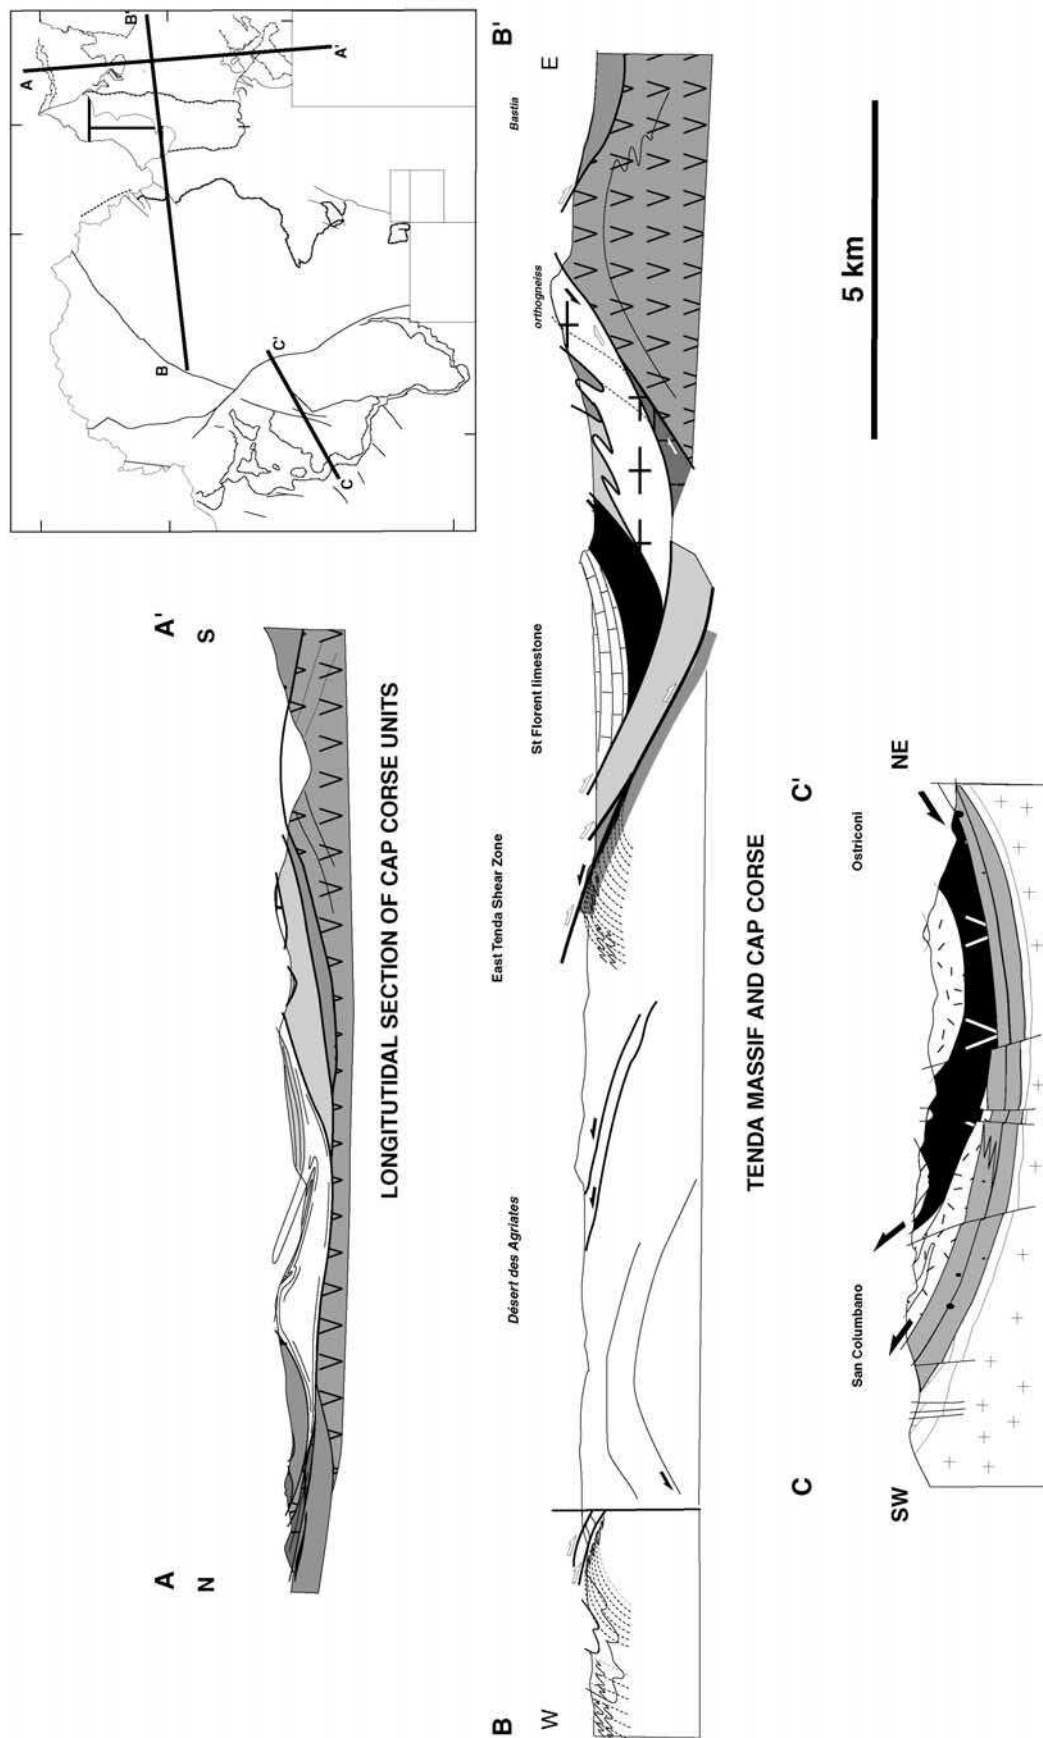 A
A'
N
S
LONGITUTIDAL SECTION OF CAP CORSE UNITS
B
B'
W
E
Désert des Agriates
East Tenda Shear Zone
St Florent limestone
orthogneiss
Bastia
TENDA MASSIF AND CAP CORSE
C
C'
SW
NE
San Columbano
Ostriconi
5 km
B
B'
A
A'
C
C'